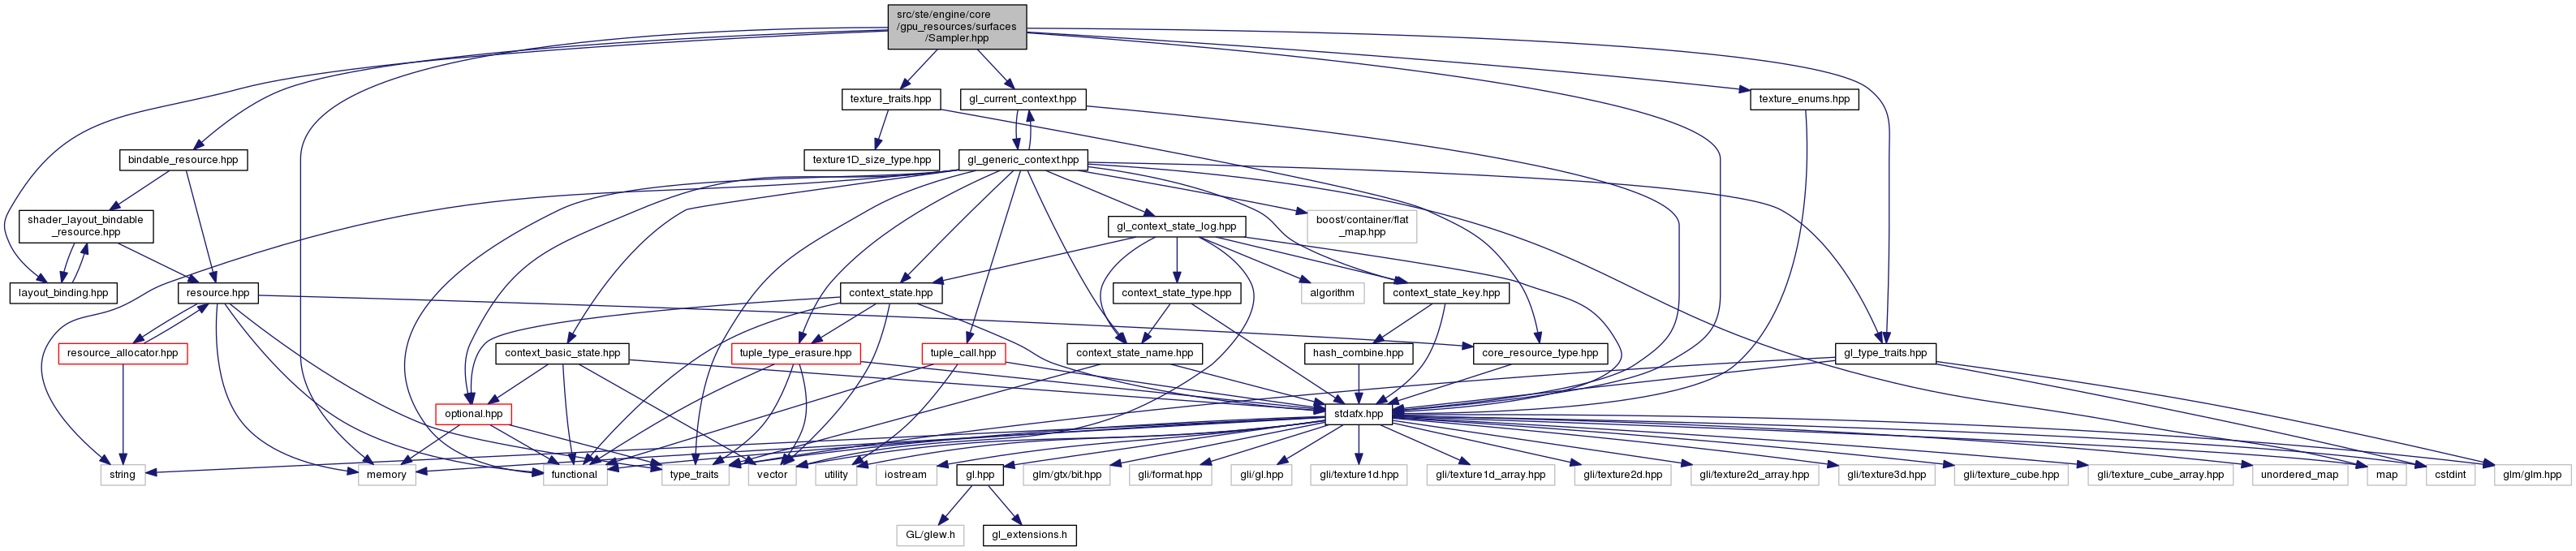 src/ste/engine/core
/gpu_resources/surfaces
/Sampler.hpp
texture_traits.hpp
gl_current_context.hpp
texture_enums.hpp
bindable_resource.hpp
texture1D_size_type.hpp
gl_generic_context.hpp
shader_layout_bindable
_resource.hpp
gl_context_state_log.hpp
boost/container/flat
_map.hpp
layout_binding.hpp
resource.hpp
context_state.hpp
context_state_type.hpp
algorithm
context_state_key.hpp
resource_allocator.hpp
context_basic_state.hpp
tuple_type_erasure.hpp
tuple_call.hpp
context_state_name.hpp
hash_combine.hpp
core_resource_type.hpp
gl_type_traits.hpp
optional.hpp
stdafx.hpp
string
memory
functional
type_traits
vector
utility
iostream
gl.hpp
glm/gtx/bit.hpp
gli/format.hpp
gli/gl.hpp
gli/texture1d.hpp
gli/texture1d_array.hpp
gli/texture2d.hpp
gli/texture2d_array.hpp
gli/texture3d.hpp
gli/texture_cube.hpp
gli/texture_cube_array.hpp
unordered_map
map
cstdint
glm/glm.hpp
GL/glew.h
gl_extensions.h